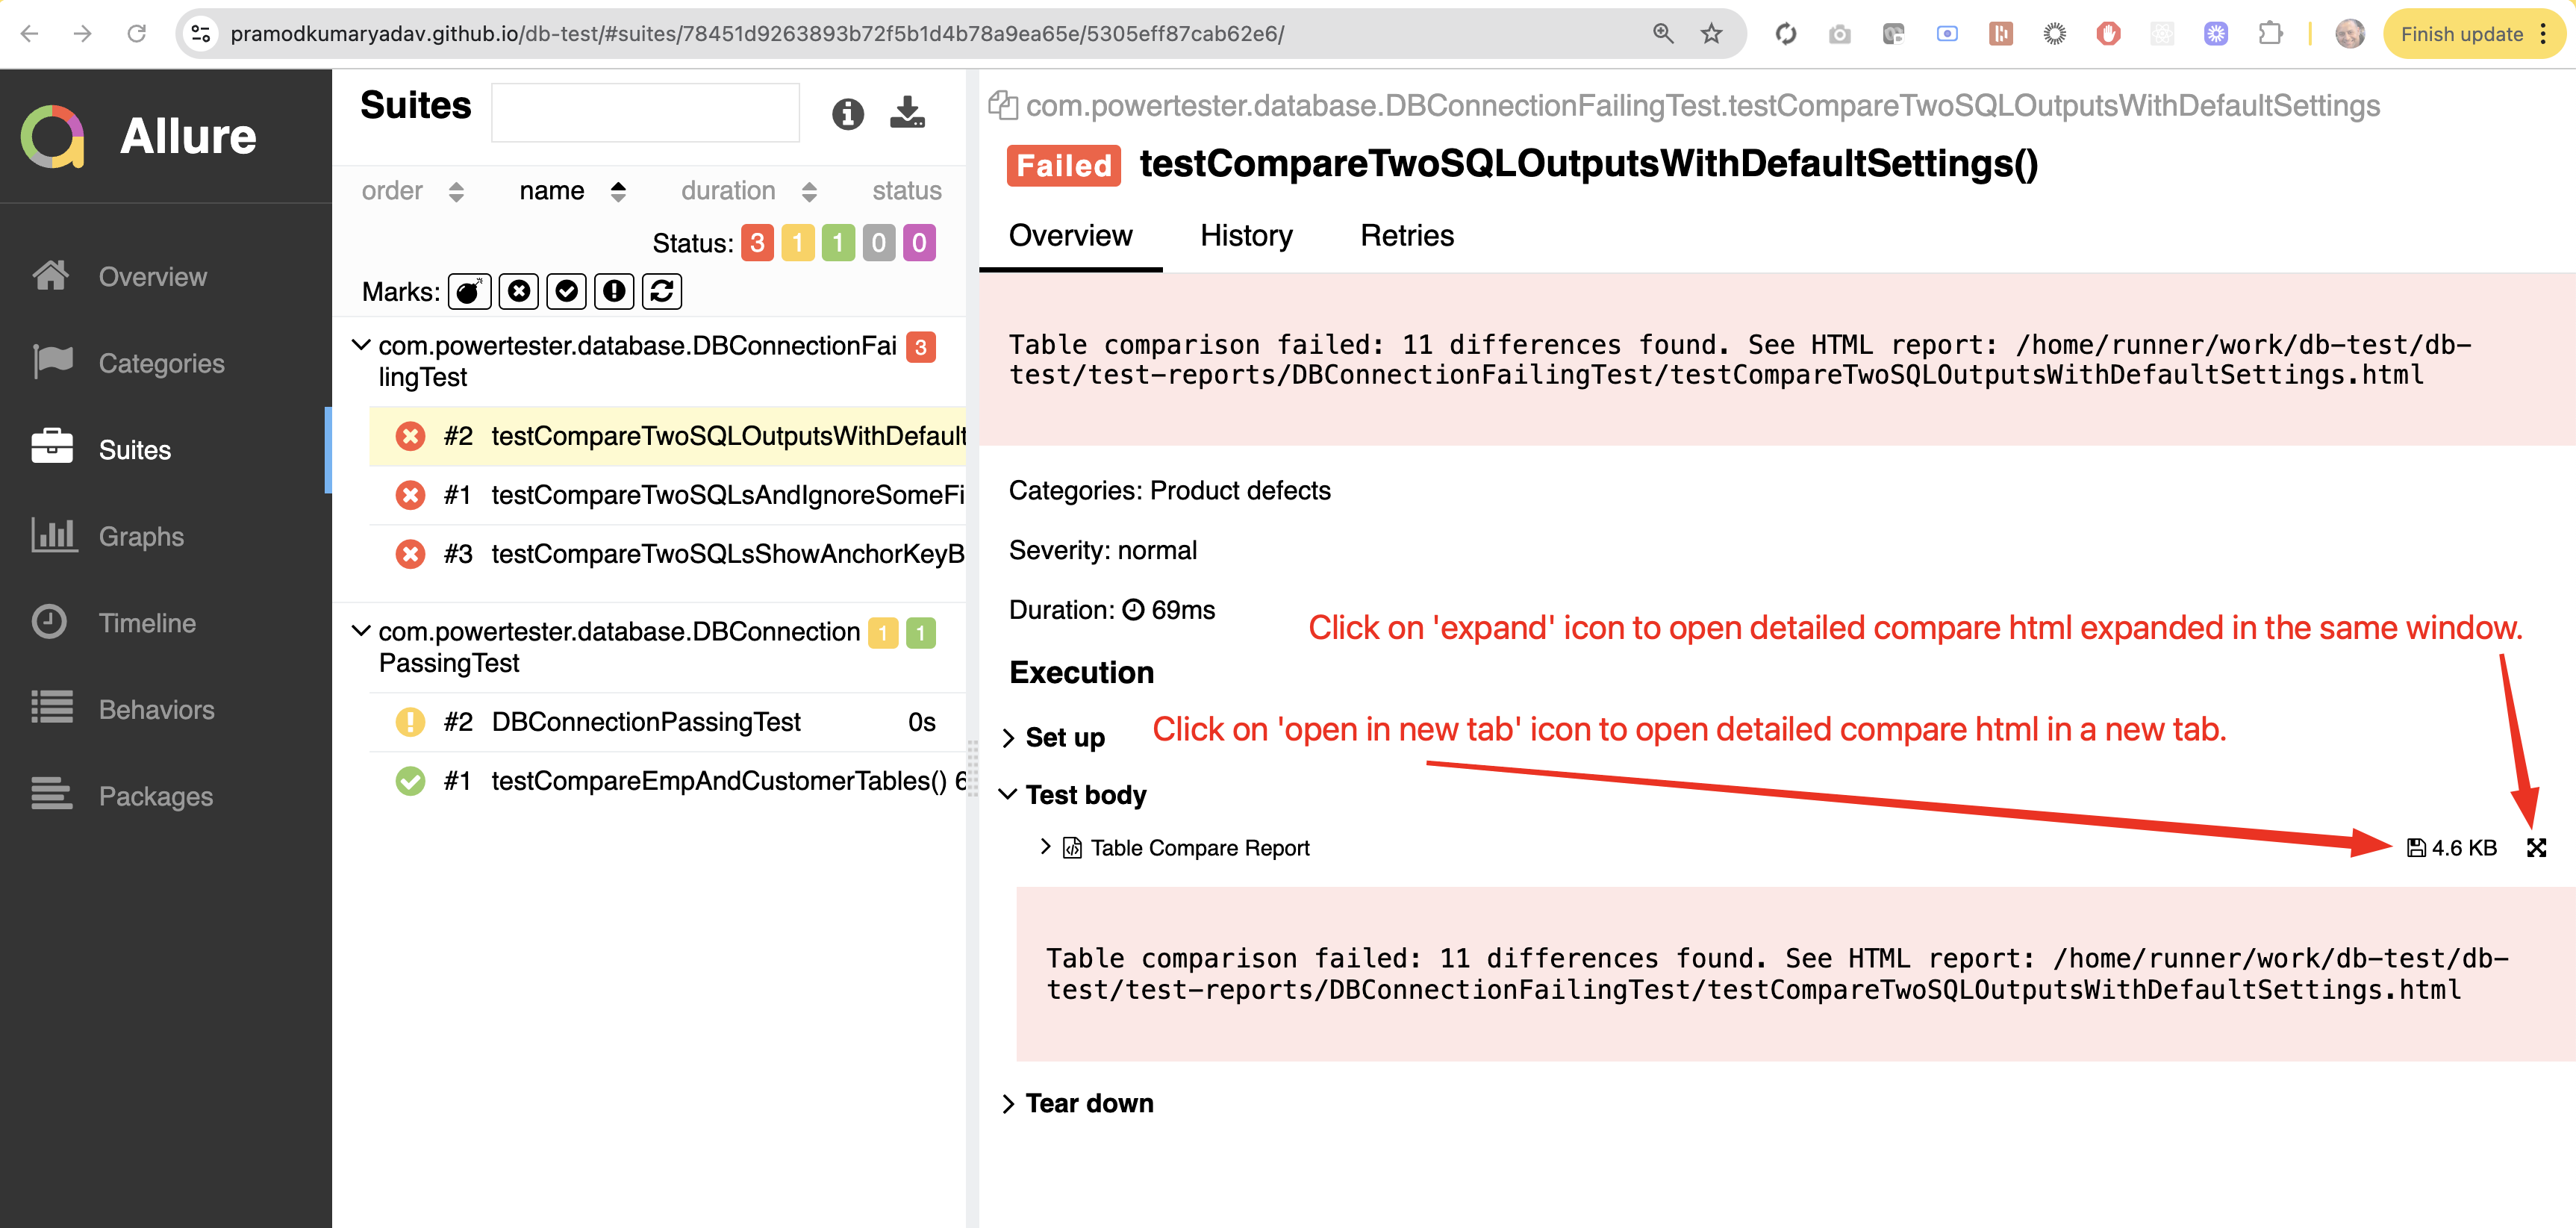 pramodkumaryadav.github.io/db-test/#suites/78451d9263893b72f5b1d4b78a9ea65e/5305eff87cab62e6/
Finish update
Allure
Overview
Categories
Suites
Graphs
Timeline
Behaviors
Packages
Suites
order name duration status
Status: 3 1 1 0 0
Marks:
com.powertester.database.DBConnectionFai 3
lingTest
#2 testCompareTwoSQLOutputsWithDefault
#1 testCompareTwoSQLsAndIgnoreSomeFi
#3 testCompareTwoSQLsShowAnchorKeyB
com.powertester.database.DBConnection 1 1
PassingTest
#2 DBConnectionPassingTest 0s
#1 testCompareEmpAndCustomerTables() 6
com.powertester.database.DBConnectionFailingTest.testCompareTwoSQLOutputsWithDefaultSettings
Failed testCompareTwoSQLOutputsWithDefaultSettings()
Overview History Retries
Table comparison failed: 11 differences found. See HTML report: /home/runner/work/db-test/db-
test/test-reports/DBConnectionFailingTest/testCompareTwoSQLOutputsWithDefaultSettings.html
Categories: Product defects
Severity: normal
Duration: 69ms
Click on 'expand' icon to open detailed compare html expanded in the same window.
Execution
Set up
Click on 'open in new tab' icon to open detailed compare html in a new tab.
Test body
Table Compare Report 4.6 KB
Table comparison failed: 11 differences found. See HTML report: /home/runner/work/db-test/db-
test/test-reports/DBConnectionFailingTest/testCompareTwoSQLOutputsWithDefaultSettings.html
Tear down